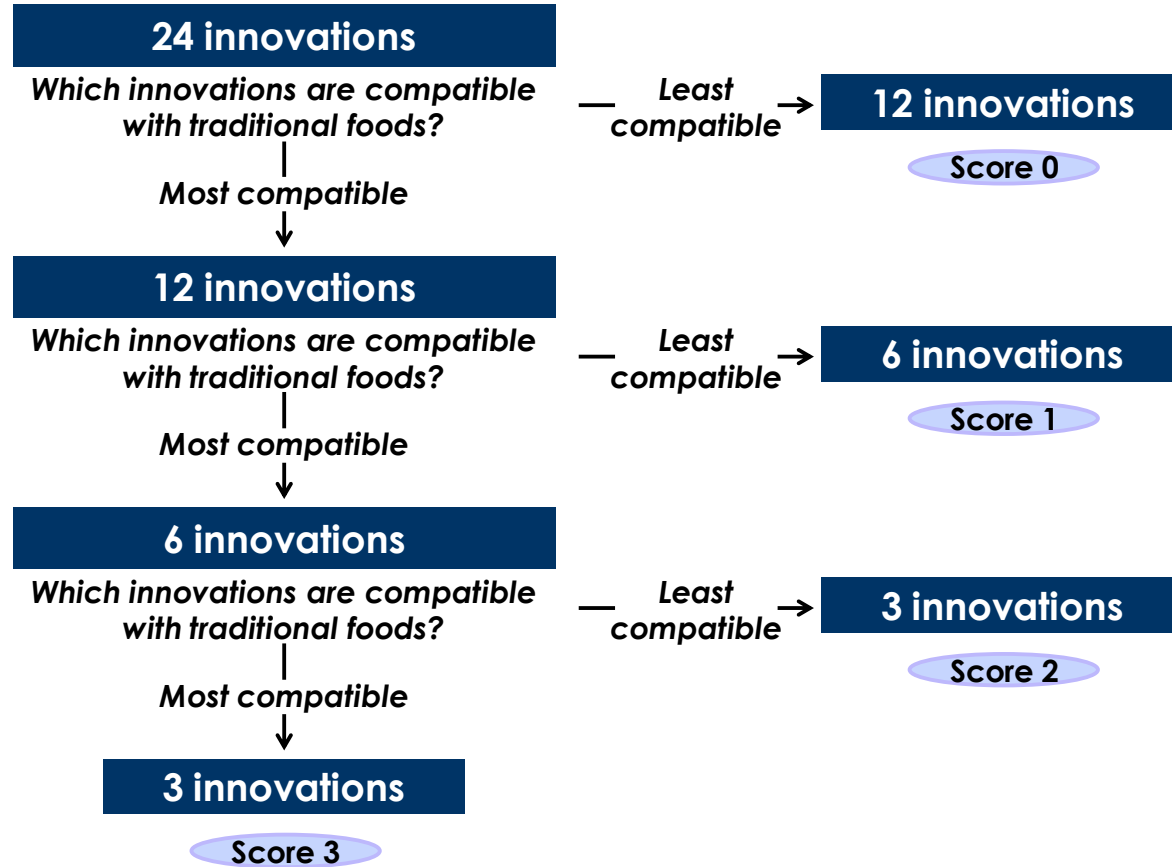 24 innovations
Which innovations are compatible
with traditional foods?
Least
compatible
12 innovations
Score 0
Most compatible
12 innovations
Which innovations are compatible
with traditional foods?
Least
compatible
6 innovations
Score 1
Most compatible
6 innovations
Which innovations are compatible
with traditional foods?
Least
compatible
3 innovations
Score 2
Most compatible
3 innovations
Score 3